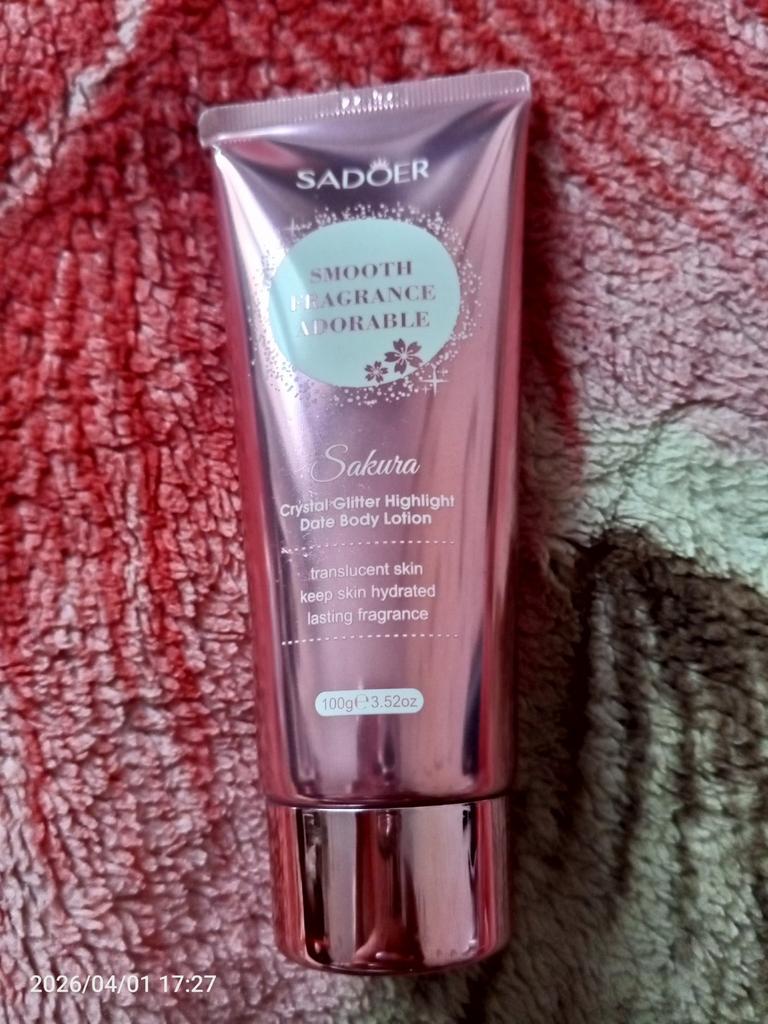 SADOER
SMOOTH
FRAGRANCE
ADORABLE
Sakura
Crystal Glitter Highlight
Date Body Lotion
translucent skin
keep skin hydrated
lasting fragrance
100g℮3.52oz
2026/04/01 17:27